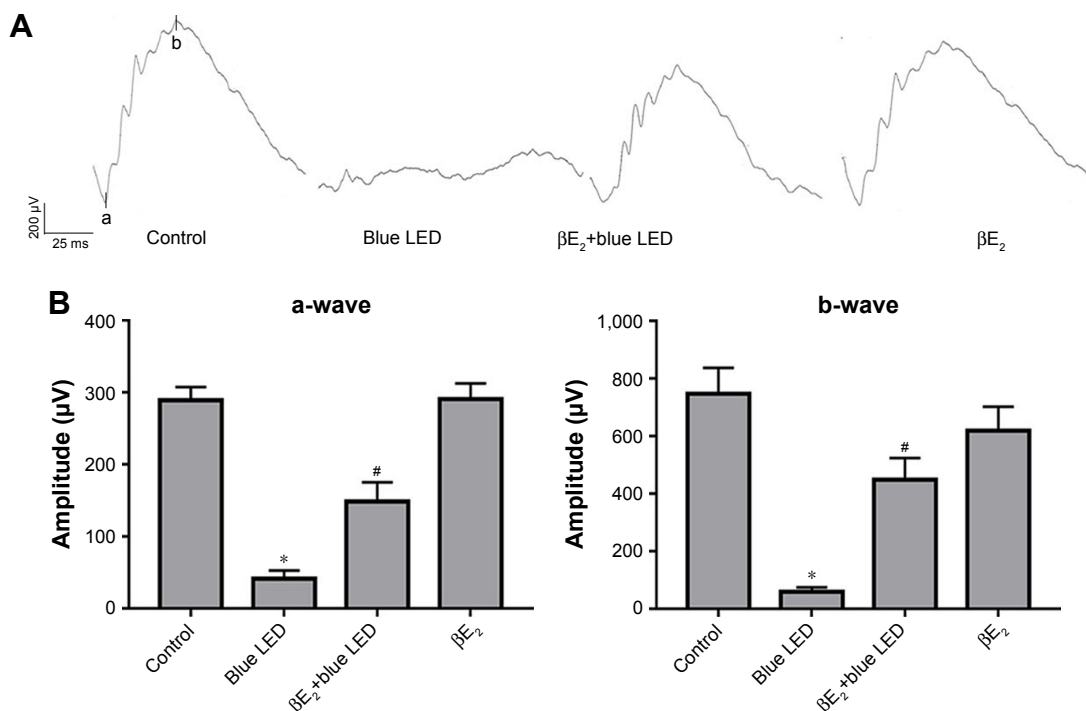 A
b
a
200 µV
25 ms
Control
Blue LED
βE₂+blue LED
βE₂
B
a-wave
400
300
200
100
0
Amplitude (µV)
*
#
Control
Blue LED
βE₂+blue LED
βE₂
b-wave
1,000
800
600
400
200
0
Amplitude (µV)
*
#
Control
Blue LED
βE₂+blue LED
βE₂